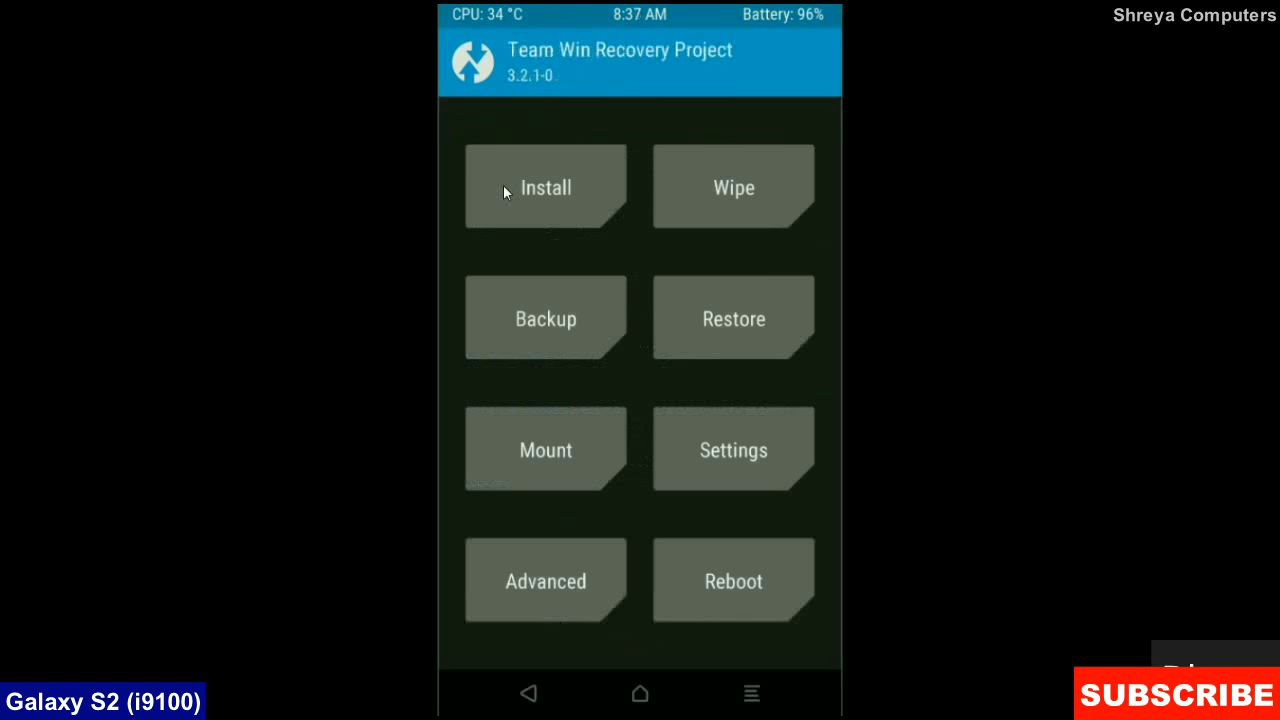 CPU: 34 °C 8:37 AM Battery: 96%
Shreya Computers
Team Win Recovery Project
3.2.1-0
Install Wipe
Backup Restore
Mount Settings
Advanced Reboot
Galaxy S2 (i9100)
SUBSCRIBE